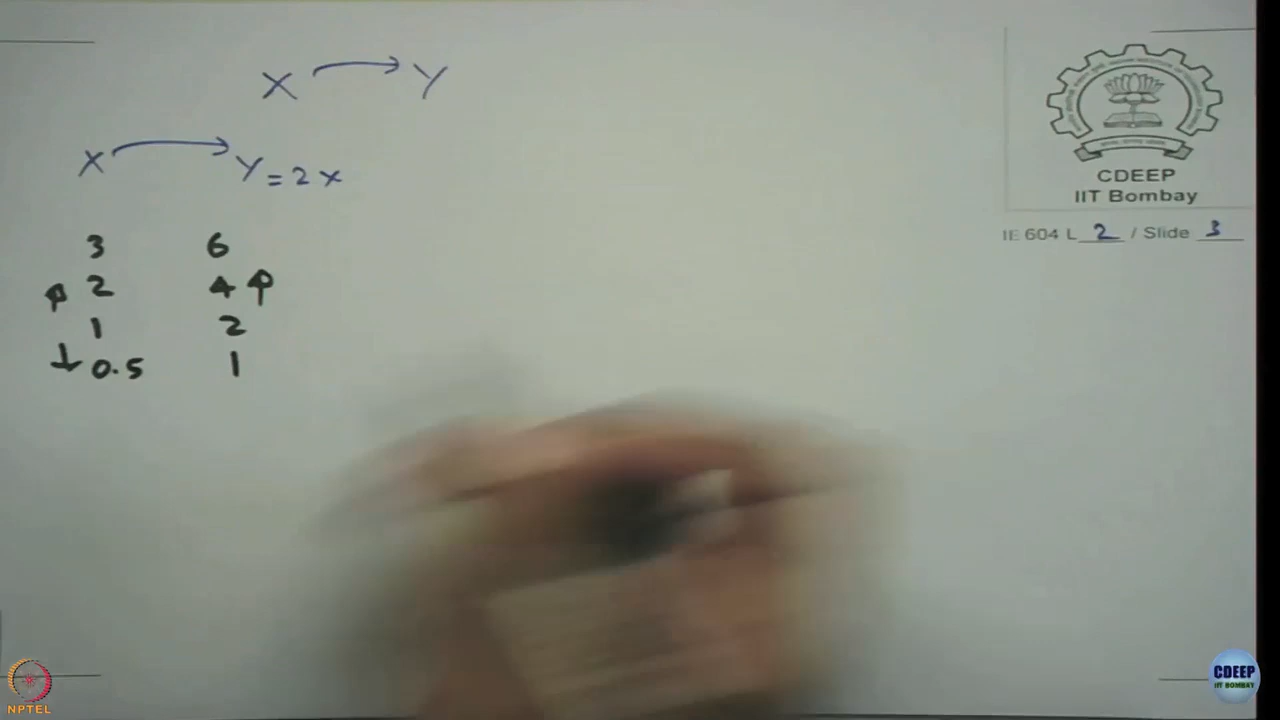 X → Y
X → Y = 2x
3 6
↑ 2 4 ↑
1 2
↓ 0.5 1
CDEEP
IIT Bombay
IE 604 L 2 / Slide 3
NPTEL
CDEEP
IIT BOMBAY